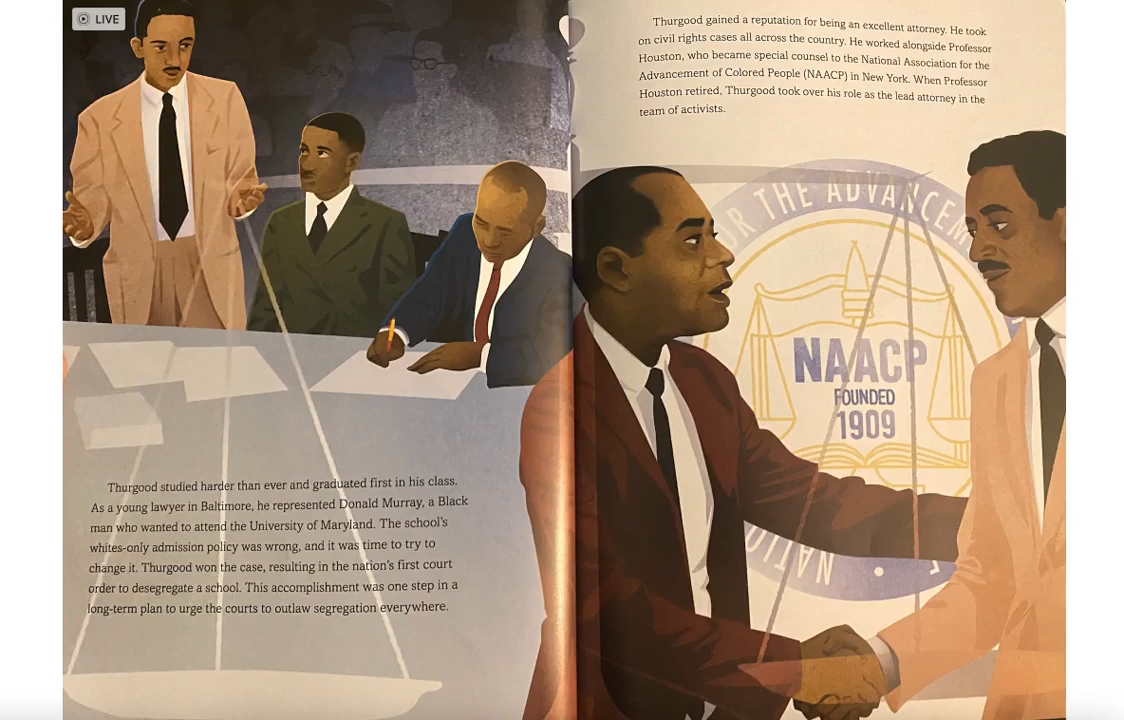 LIVE
Thurgood studied harder than ever and graduated first in his class.
As a young lawyer in Baltimore, he represented Donald Murray, a Black
man who wanted to attend the University of Maryland. The school's
whites-only admission policy was wrong, and it was time to try to
change it. Thurgood won the case, resulting in the nation's first court
order to desegregate a school. This accomplishment was one step in a
long-term plan to urge the courts to outlaw segregation everywhere.
Thurgood gained a reputation for being an excellent attorney. He took
on civil rights cases all across the country. He worked alongside Professor
Houston, who became special counsel to the National Association for the
Advancement of Colored People (NAACP) in New York. When Professor
Houston retired, Thurgood took over his role as the lead attorney in the
team of activists.
THE ADVANCEM
NAACP
FOUNDED
1909
NATI